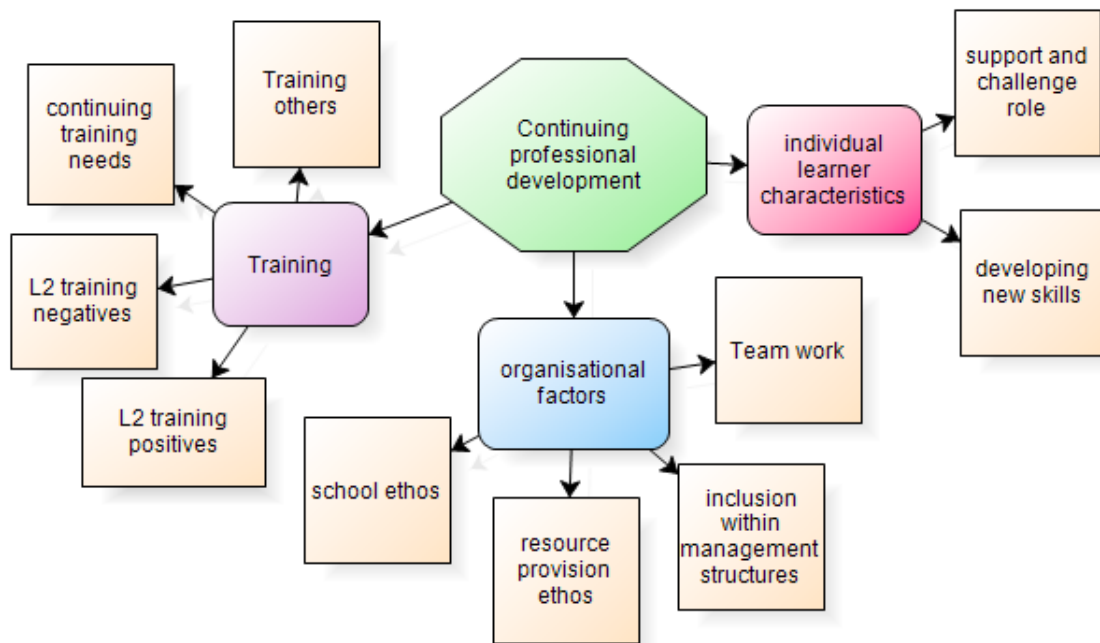 support and
challenge
role
Training
others
continuing
training
needs
Continuing
professional
development
individual
learner
characteristics
Training
L2 training
negatives
developing
new skills
Team work
organisational
factors
L2 training
positives
school ethos
inclusion
within
management
structures
resource
provision
ethos